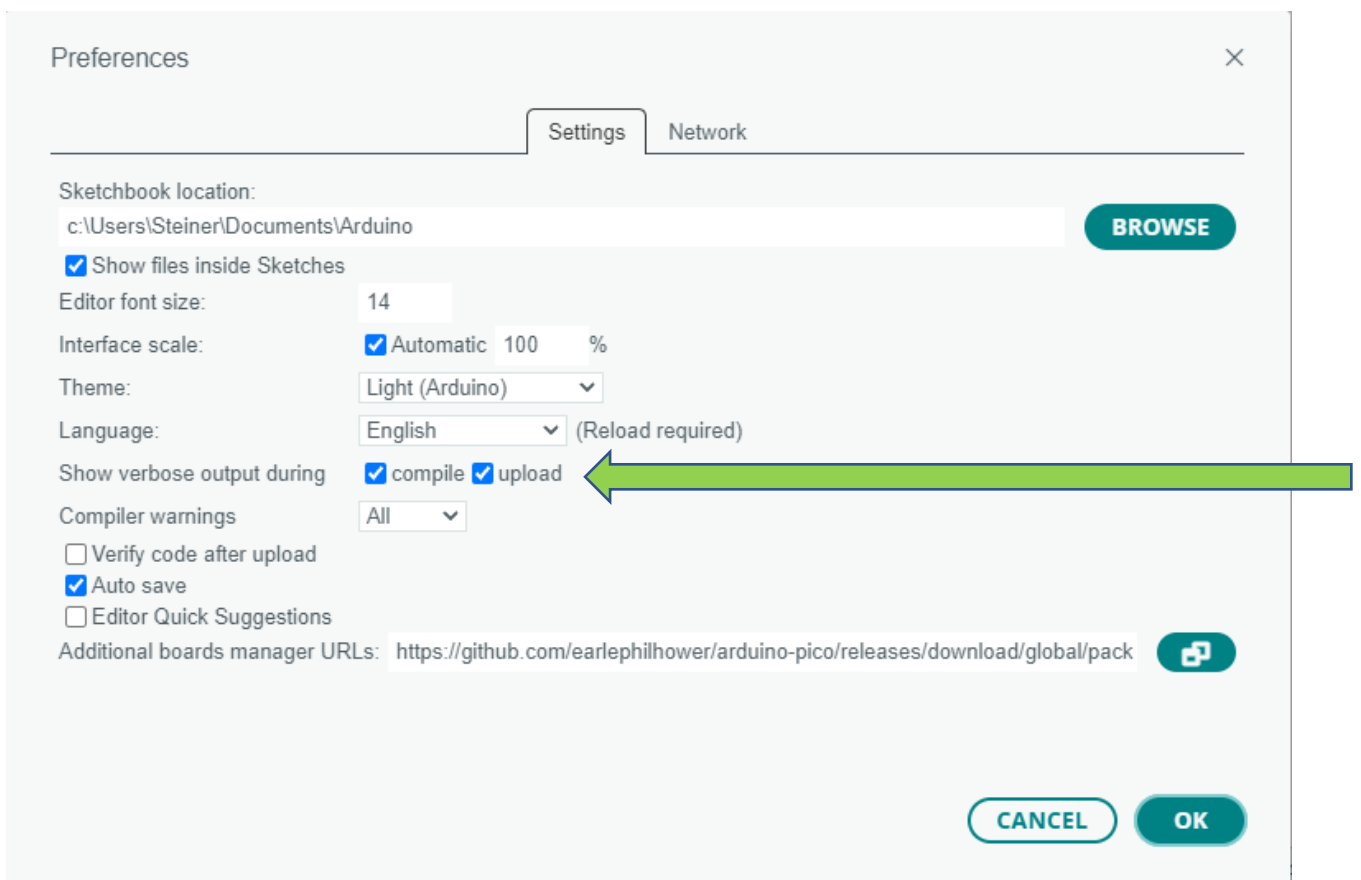 Preferences
Settings Network
Sketchbook location:
c:\Users\Steiner\Documents\Arduino BROWSE
Show files inside Sketches
Editor font size: 14
Interface scale: Automatic 100 %
Theme: Light (Arduino)
Language: English (Reload required)
Show verbose output during compile upload
Compiler warnings All
Verify code after upload
Auto save
Editor Quick Suggestions
Additional boards manager URLs: https://github.com/earlephilhower/arduino-pico/releases/download/global/pack
CANCEL OK